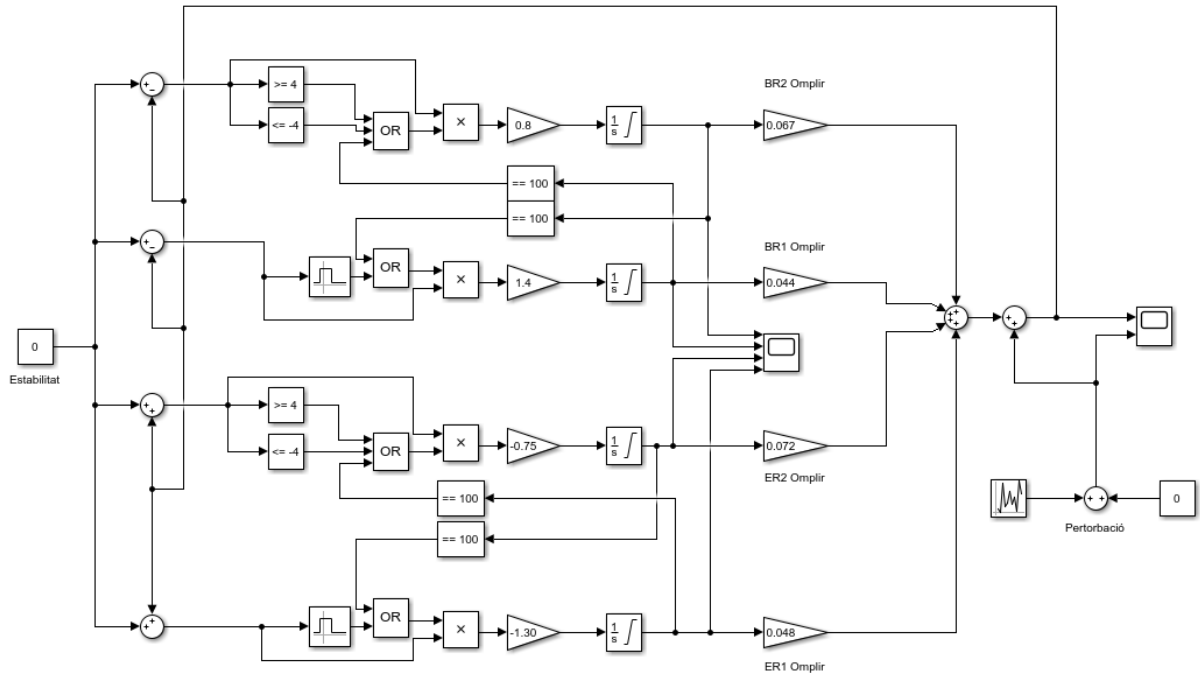 BR2 Omplir
>= 4
<= -4
OR
×
0.8
1
s
0.067
== 100
== 100
BR1 Omplir
OR
×
1.4
1
s
0.044
0
Estabilitat
>= 4
<= -4
OR
×
-0.75
1
s
0.072
ER2 Omplir
== 100
== 100
0
Pertorbació
OR
×
-1.30
1
s
0.048
ER1 Omplir